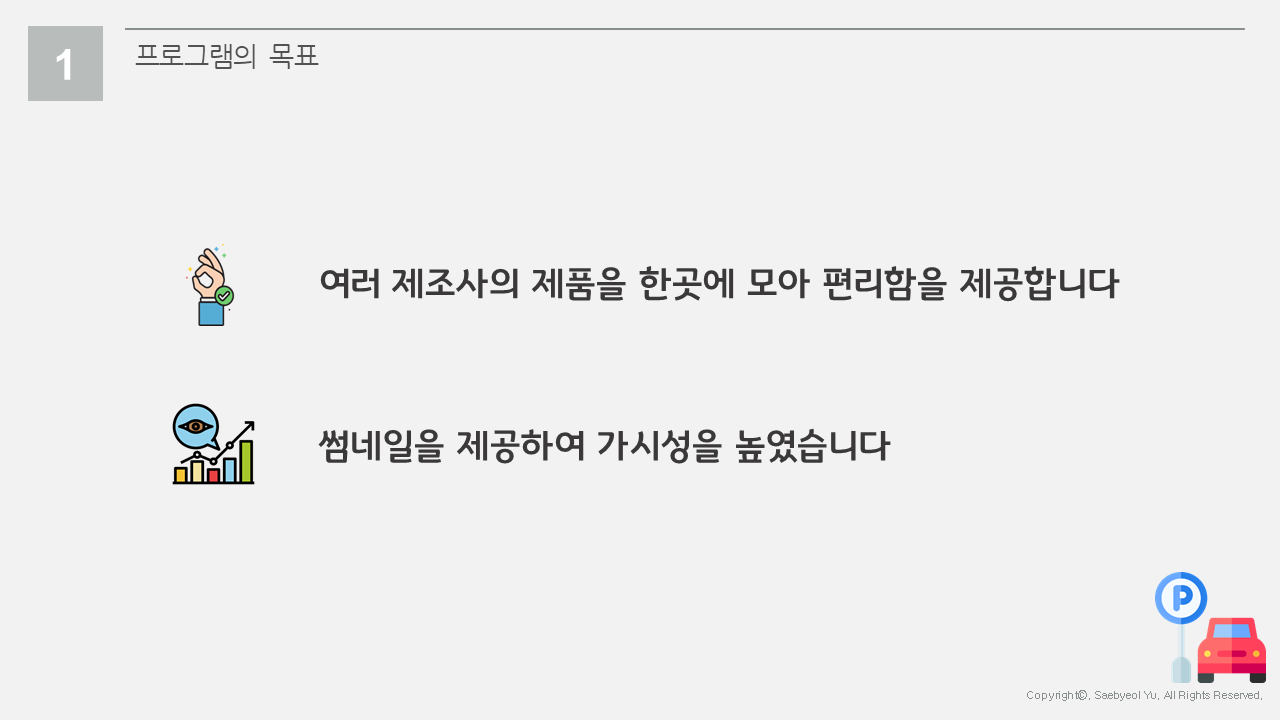 1
프로그램의 목표
여러 제조사의 제품을 한곳에 모아 편리함을 제공합니다
썸네일을 제공하여 가시성을 높였습니다
P
Copyright©. Saebyeol Yu. All Rights Reserved.